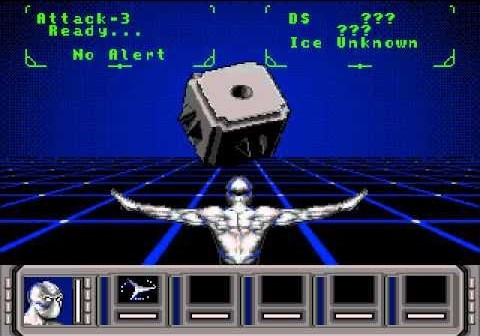 Attack-3
Ready...
No Alert
DS ???
???
Ice Unknown